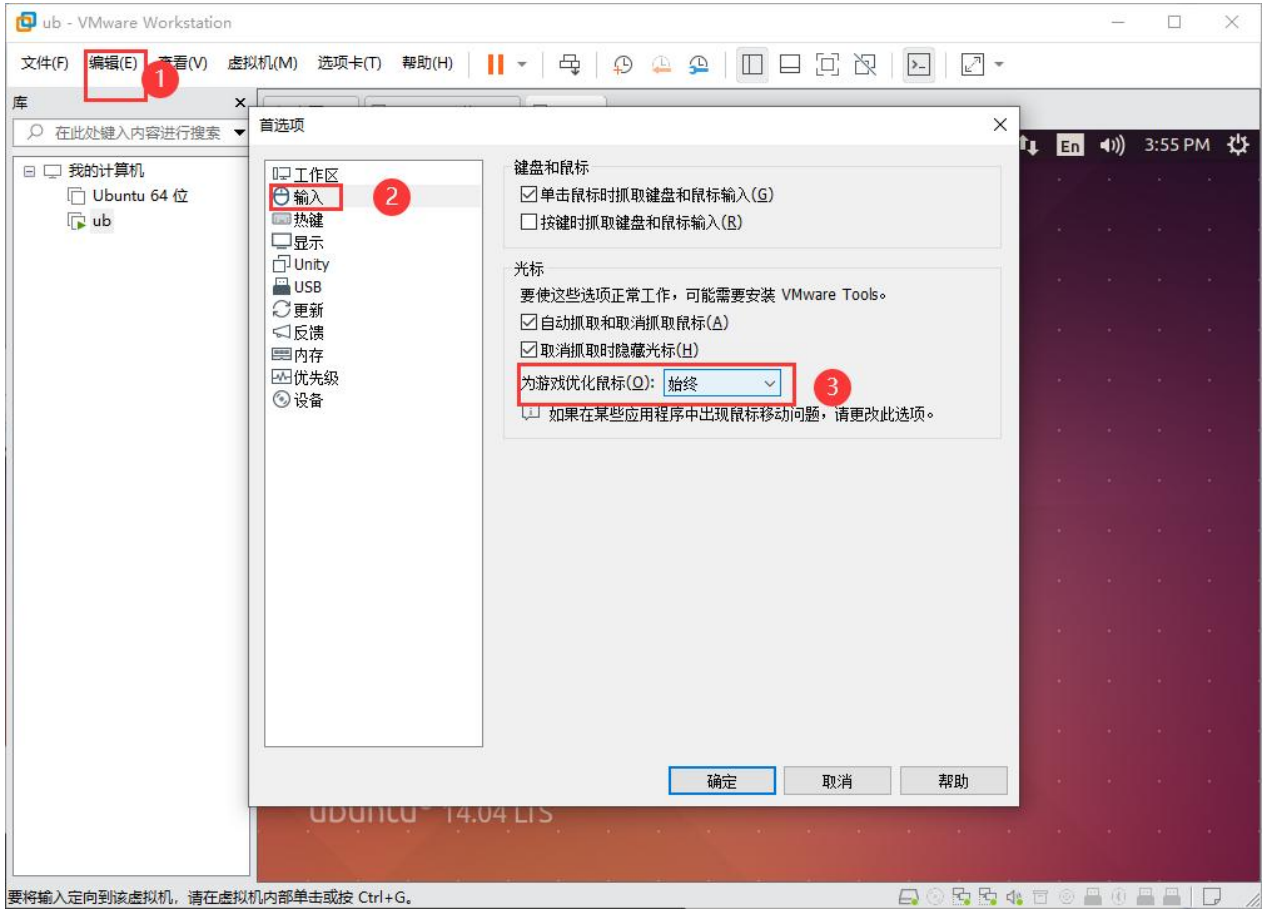 ub - VMware Workstation
文件(F) 编辑(E) 查看(V) 虚拟机(M) 选项卡(T) 帮助(H)
1
库
在此处键入内容进行搜索
我的计算机
Ubuntu 64 位
ub
En 3:55 PM
首选项
工作区
输入
2
热键
显示
Unity
USB
更新
反馈
内存
优先级
设备
键盘和鼠标
单击鼠标时抓取键盘和鼠标输入(G)
按键时抓取键盘和鼠标输入(R)
光标
要使这些选项正常工作，可能需要安装 VMware Tools。
自动抓取和取消抓取鼠标(A)
取消抓取时隐藏光标(H)
为游戏优化鼠标(O): 始终
3
如果在某些应用程序中出现鼠标移动问题，请更改此选项。
确定 取消 帮助
ubuntu 14.04 LTS
要将输入定向到该虚拟机，请在虚拟机内部单击或按 Ctrl+G。